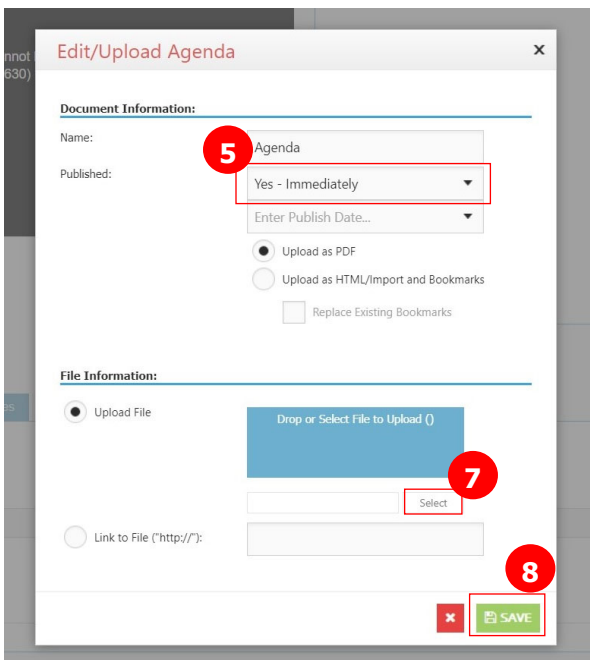 nnot
630)
Edit/Upload Agenda x
Document Information:
Name: Agenda
5
Published: Yes - Immediately
Enter Publish Date...
Upload as PDF
Upload as HTML/Import and Bookmarks
Replace Existing Bookmarks
File Information:
es
Upload File
Drop or Select File to Upload ()
7
Select
Link to File ("http://"):
8
x SAVE